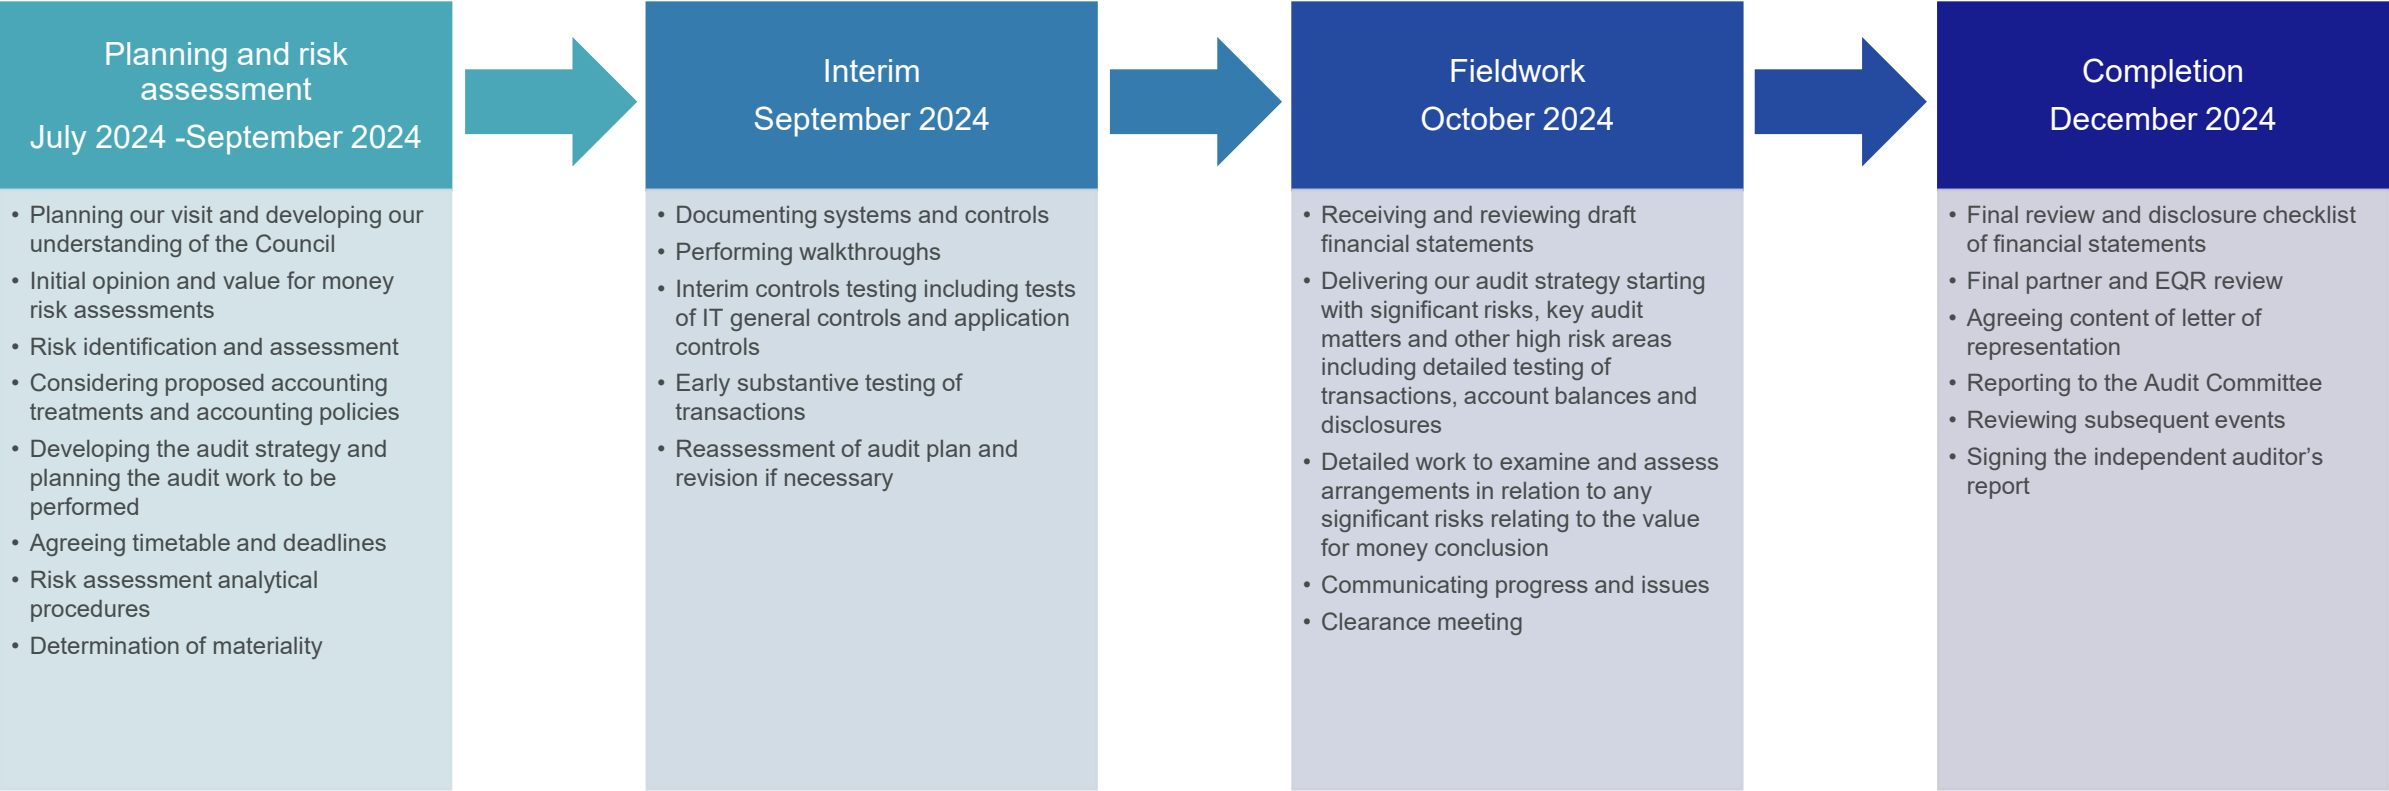 Planning and risk
assessment
July 2024 -September 2024
• Planning our visit and developing our
understanding of the Council
• Initial opinion and value for money
risk assessments
• Risk identification and assessment
• Considering proposed accounting
treatments and accounting policies
• Developing the audit strategy and
planning the audit work to be
performed
• Agreeing timetable and deadlines
• Risk assessment analytical
procedures
• Determination of materiality
Interim
September 2024
• Documenting systems and controls
• Performing walkthroughs
• Interim controls testing including tests
of IT general controls and application
controls
• Early substantive testing of
transactions
• Reassessment of audit plan and
revision if necessary
Fieldwork
October 2024
• Receiving and reviewing draft
financial statements
• Delivering our audit strategy starting
with significant risks, key audit
matters and other high risk areas
including detailed testing of
transactions, account balances and
disclosures
• Detailed work to examine and assess
arrangements in relation to any
significant risks relating to the value
for money conclusion
• Communicating progress and issues
• Clearance meeting
Completion
December 2024
• Final review and disclosure checklist
of financial statements
• Final partner and EQR review
• Agreeing content of letter of
representation
• Reporting to the Audit Committee
• Reviewing subsequent events
• Signing the independent auditor’s
report